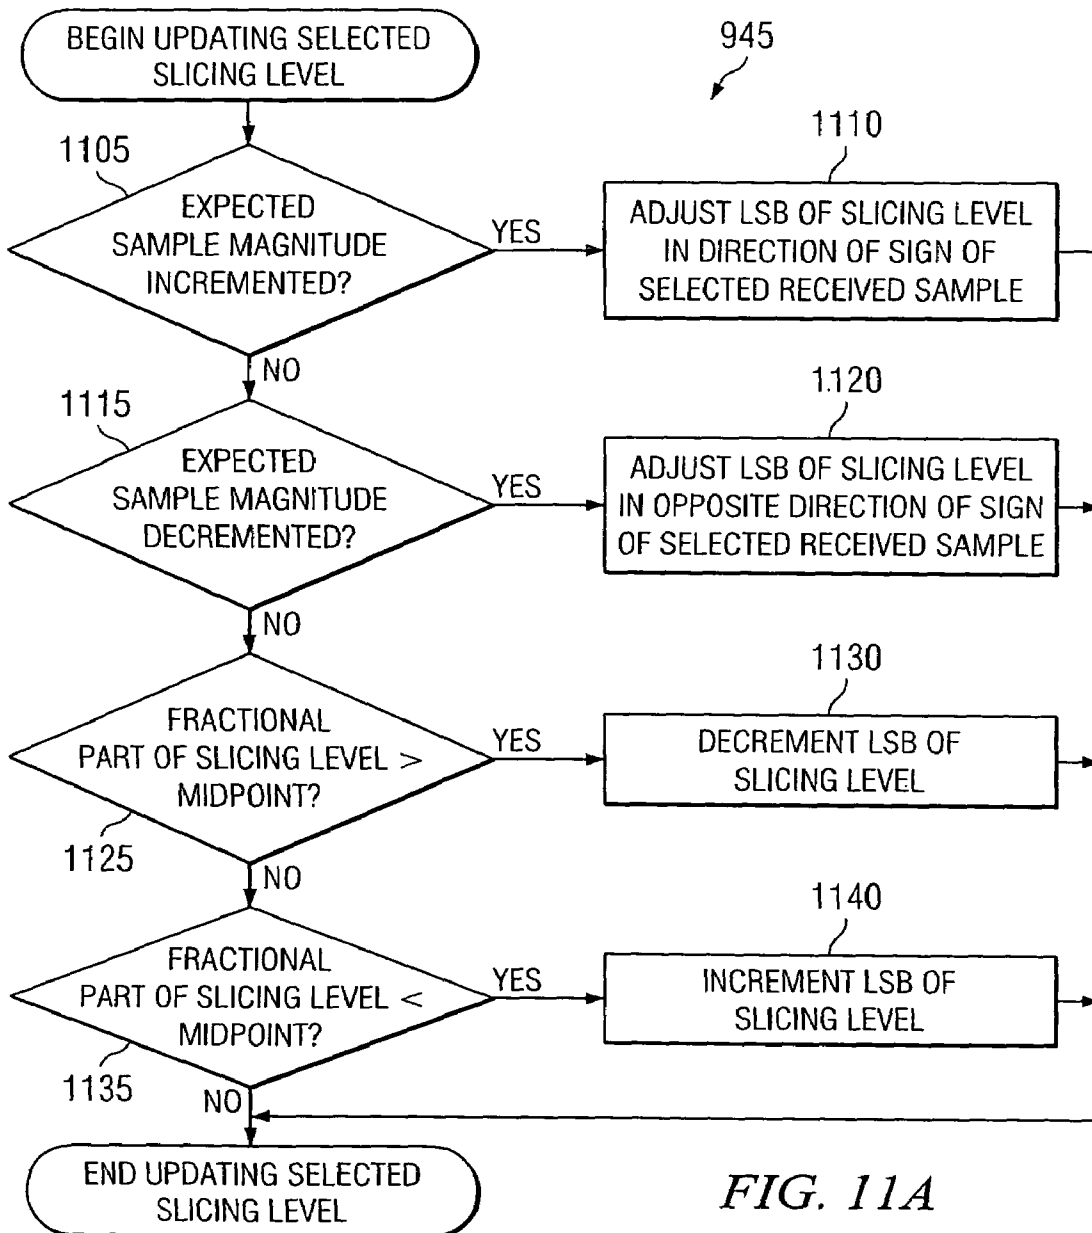 BEGIN UPDATING SELECTED
SLICING LEVEL
945
1105
EXPECTED
SAMPLE MAGNITUDE
INCREMENTED?
YES
1110
ADJUST LSB OF SLICING LEVEL
IN DIRECTION OF SIGN OF
SELECTED RECEIVED SAMPLE
NO
1115
EXPECTED
SAMPLE MAGNITUDE
DECREMENTED?
YES
1120
ADJUST LSB OF SLICING LEVEL
IN OPPOSITE DIRECTION OF SIGN
OF SELECTED RECEIVED SAMPLE
NO
FRACTIONAL
PART OF SLICING LEVEL >
MIDPOINT?
1125
YES
1130
DECREMENT LSB OF
SLICING LEVEL
NO
FRACTIONAL
PART OF SLICING LEVEL <
MIDPOINT?
1135
YES
1140
INCREMENT LSB OF
SLICING LEVEL
NO
END UPDATING SELECTED
SLICING LEVEL
FIG. 11A